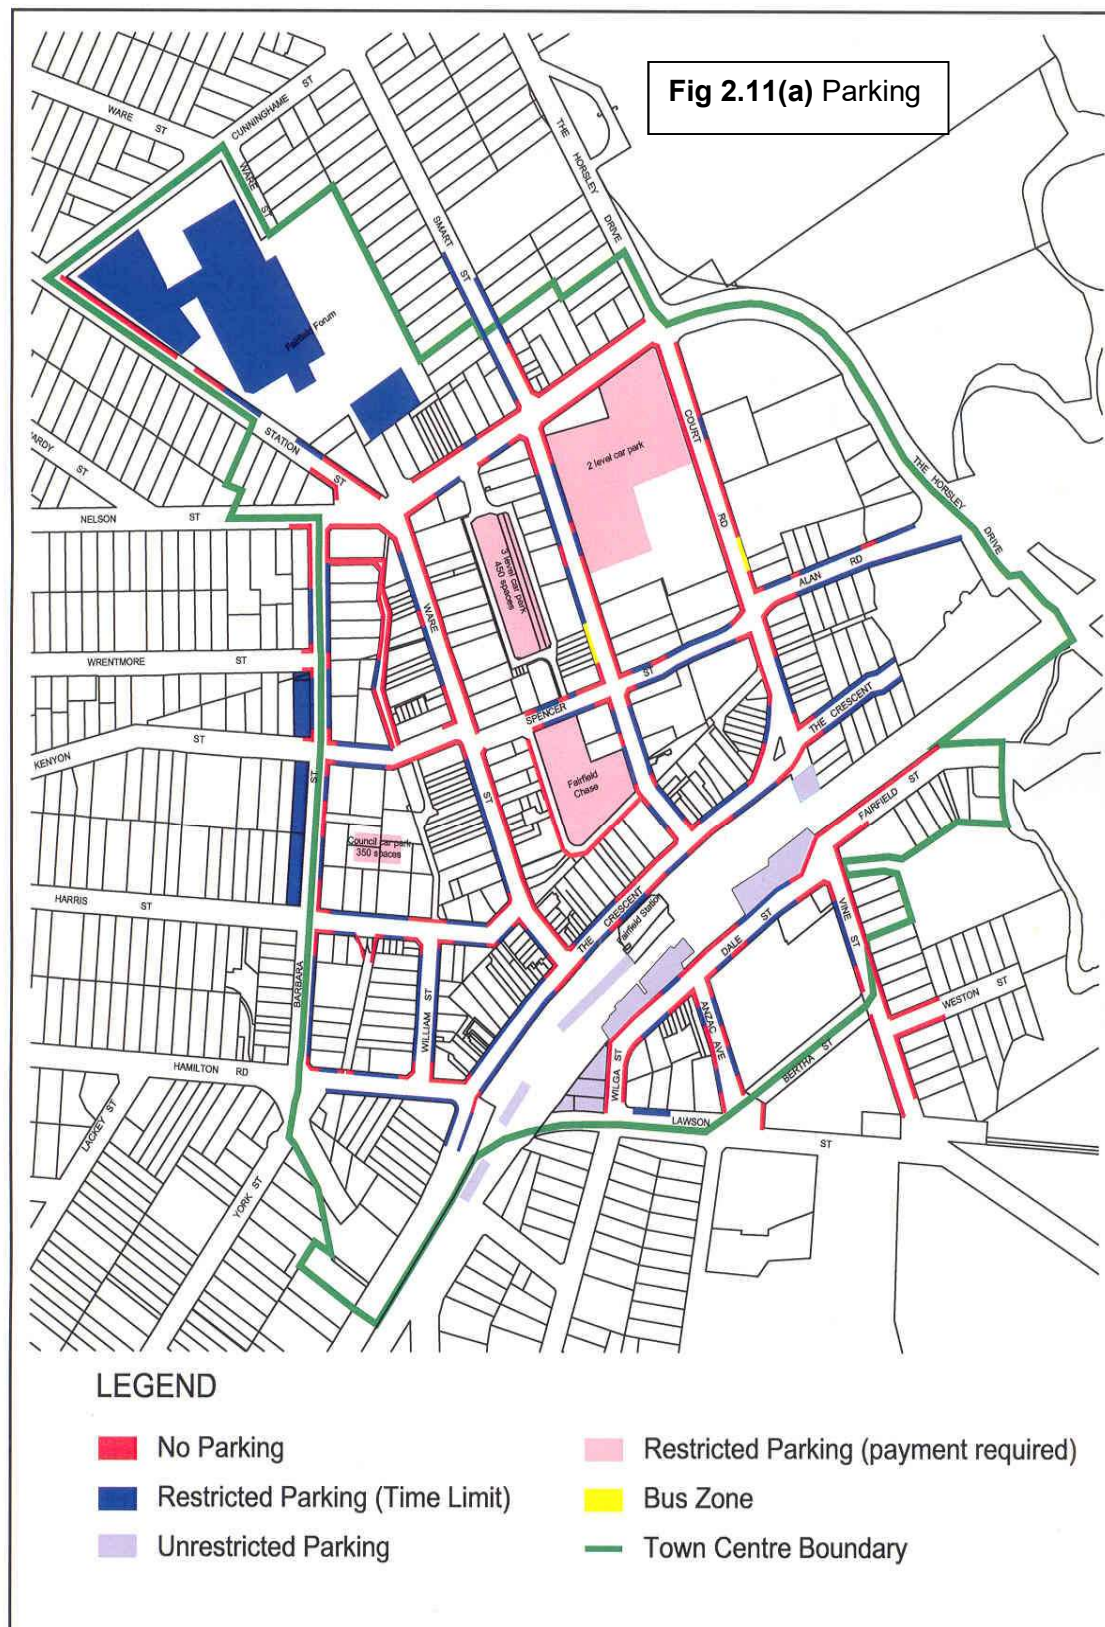 Fig 2.11(a) Parking
WARE ST
CUNNINGHAME ST
WARE ST
THE HORSLEY DRIVE
SMART ST
Fairfield Forum
STATION ST
HARDY ST
NELSON ST
2 level car park
COURT RD
THE HORSLEY DRIVE
3 level car park
450 spaces
WARE ST
ALAN RD
WRENTMORE ST
SPENCER ST
THE CRESCENT
KENYON ST
Fairfield
Chase
FAIRFIELD ST
Council car park
350 spaces
HARRIS ST
THE CRESCENT
Fairfield Station
DALE ST
VINE ST
BARBARA ST
WILLIAM ST
ANZAC AVE
WESTON ST
BERTHA ST
WILGA ST
HAMILTON RD
LACKEY ST
LAWSON ST
YORK ST
LEGEND
No Parking
Restricted Parking (Time Limit)
Unrestricted Parking
Restricted Parking (payment required)
Bus Zone
Town Centre Boundary